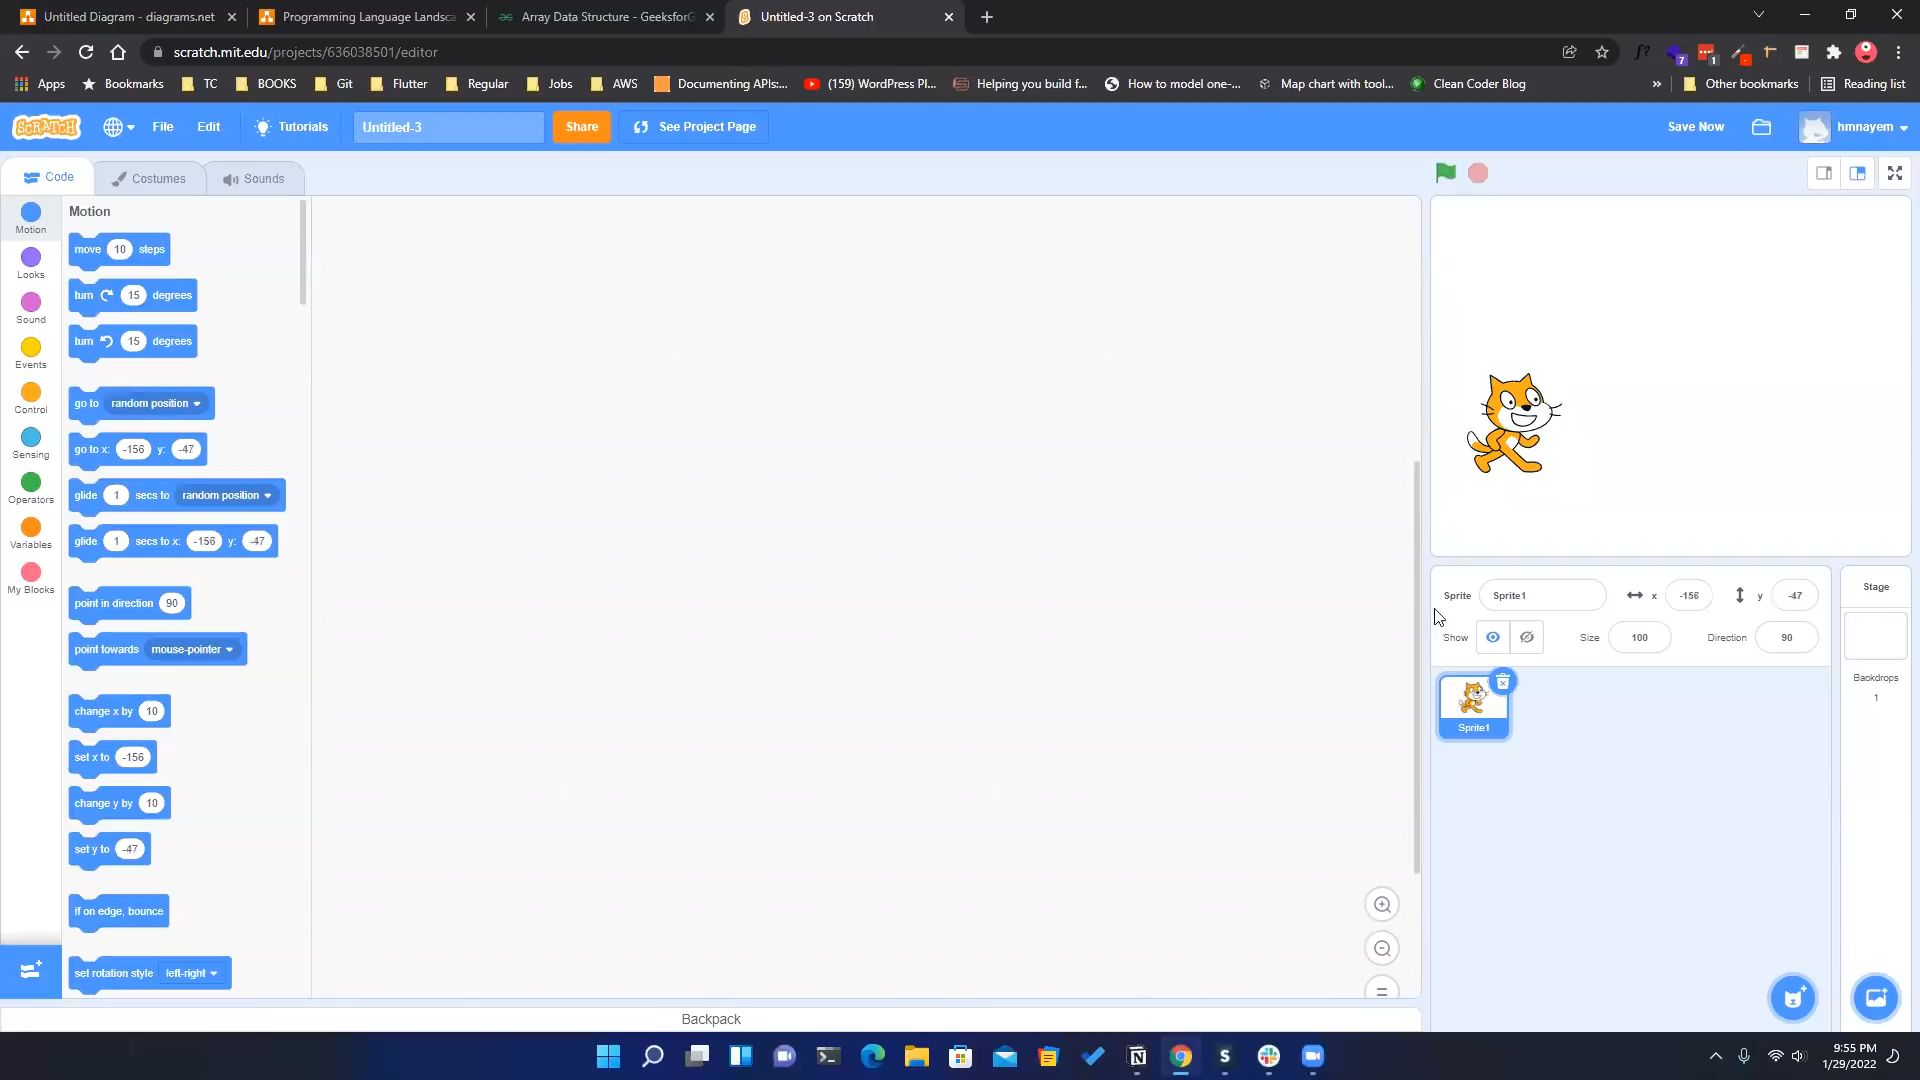 Untitled Diagram - diagrams.net
Programming Language Landsca
Array Data Structure - GeeksforG
Untitled-3 on Scratch
scratch.mit.edu/projects/636038501/editor
7
1
Apps
Bookmarks
TC
BOOKS
Git
Flutter
Regular
Jobs
AWS
Documenting APIs:...
(159) WordPress Pl...
Helping you build f...
How to model one-...
Map chart with tool...
Clean Coder Blog
»
Other bookmarks
Reading list
SCRATCH
File
Edit
Tutorials
Untitled-3
Share
See Project Page
Save Now
hmnayem
Code
Costumes
Sounds
Motion
Looks
Sound
Events
Control
Sensing
Operators
Variables
My Blocks
Motion
move 10 steps
turn 15 degrees
turn 15 degrees
go to random position
go to x: -156 y: -47
glide 1 secs to random position
glide 1 secs to x: -156 y: -47
point in direction 90
point towards mouse-pointer
change x by 10
set x to -156
change y by 10
set y to -47
if on edge, bounce
set rotation style left-right
Backpack
Sprite Sprite1 x -156 y -47
Show Size 100 Direction 90
Sprite1
Stage
Backdrops
1
9:55 PM
1/29/2022